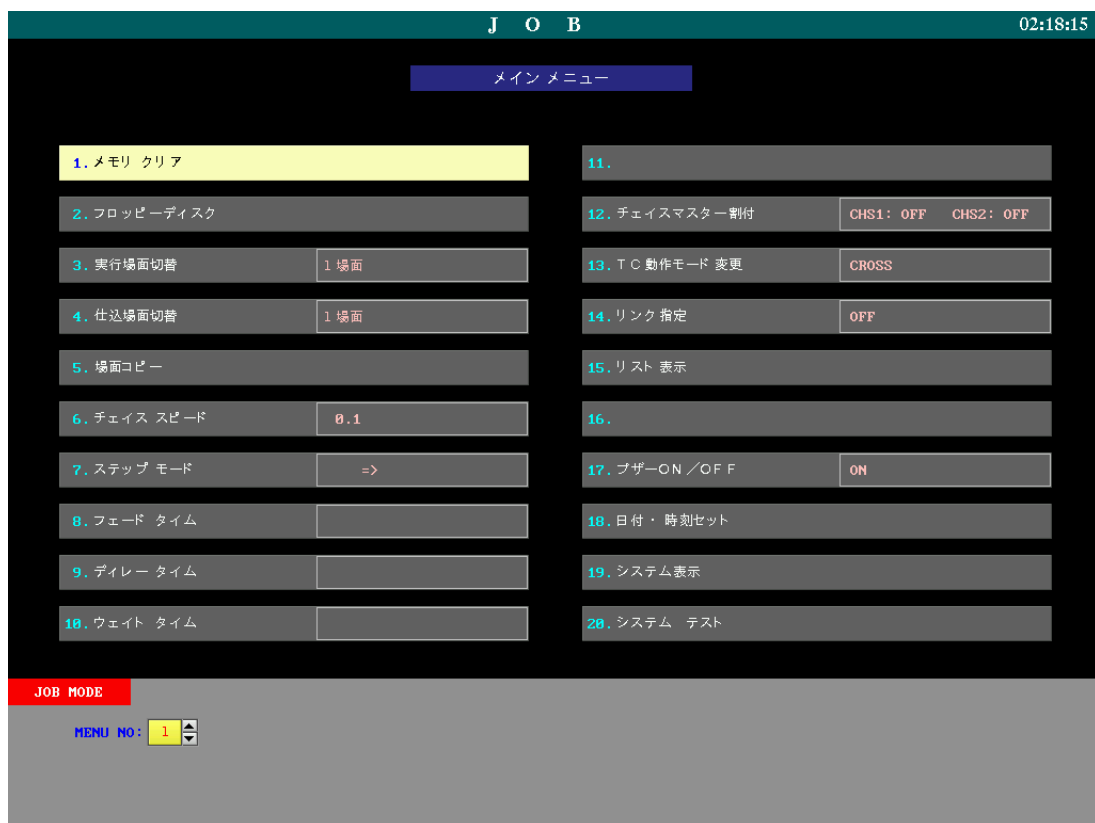 J O B 02:18:15
メイン メニュー
1.メモリ クリア
2.フロッピーディスク
3.実行場面切替 1場面
4.仕込場面切替 1場面
5.場面コピー
6.チェイス スピード 0.1
7.ステップ モード =>
8.フェード タイム
9.ディレー タイム
10.ウェイト タイム
11.
12.チェイスマスター割付 CHS1: OFF CHS2: OFF
13.TC動作モード 変更 CROSS
14.リンク 指定 OFF
15.リスト 表示
16.
17.ブザーON/OFF ON
18.日付・時刻セット
19.システム表示
20.システム テスト
JOB MODE
MENU NO: 1